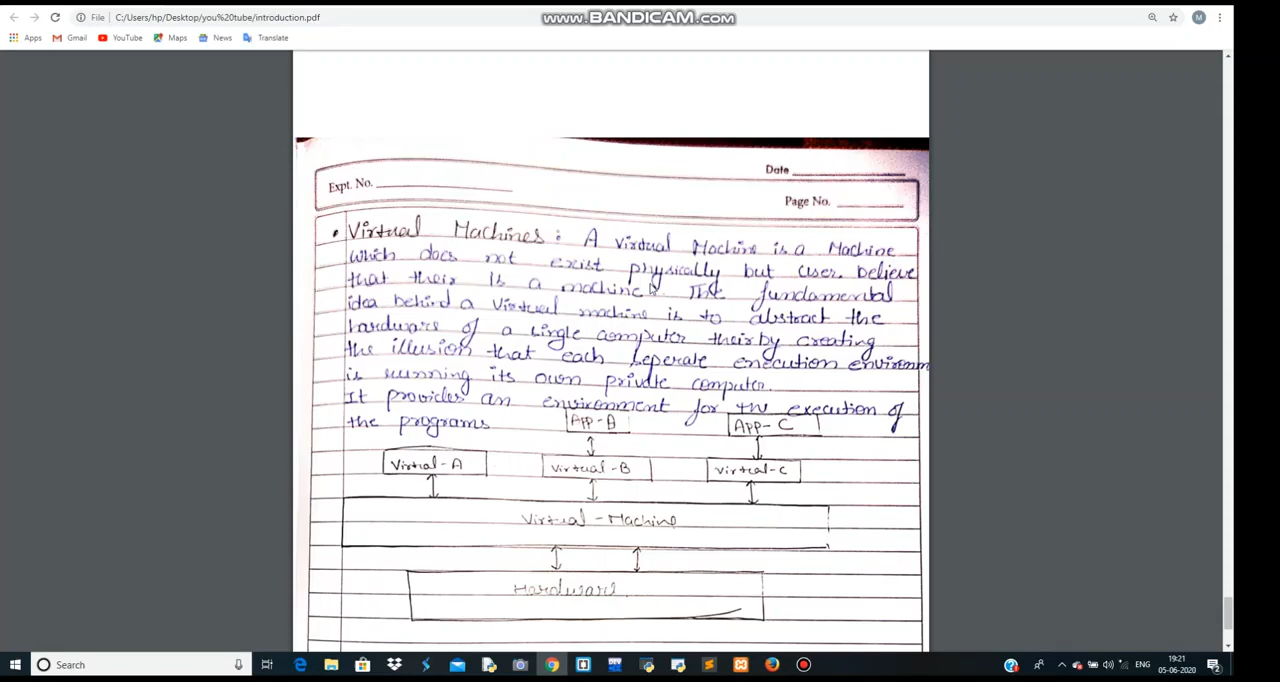 File | C:/Users/hp/Desktop/you%20tube/introduction.pdf
www.BANDICAM.com
M
Apps Gmail YouTube Maps News Translate
Date
Expt. No.
Page No.
• Virtual Machines : A virtual Machine is a Machine
which does not exist physically but user believe
that their is a machine. The fundamental
idea behind a virtual machine is to abstract the
hardware of a single computer theirby creating
the illusion that each seperate execution environm
is running its own private computer.
It provides an environment for the execution of
the programs
App-B App-C
Virtual-A Virtual-B Virtual-C
Virtual-Machine
Hardware
Search
ENG
19:21
05-06-2020
2